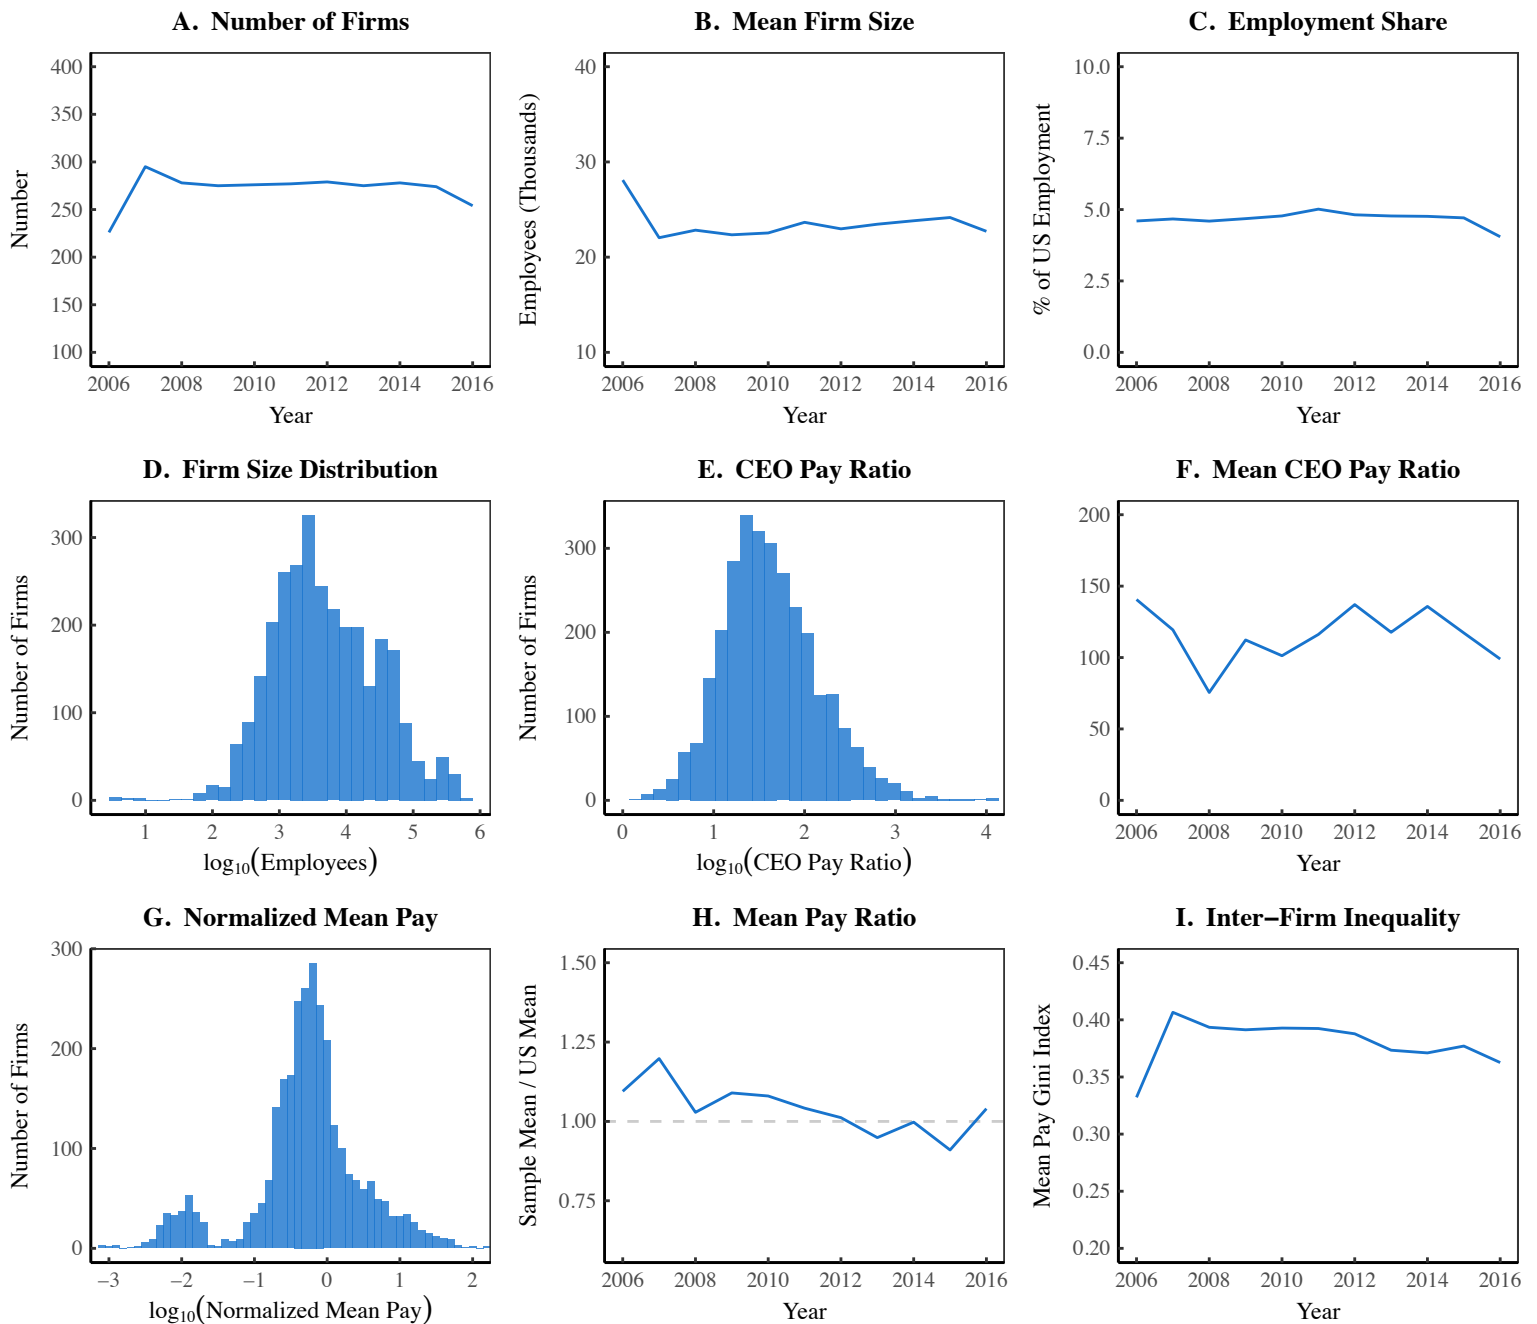 A. Number of Firms
400
350
300
250
200
150
100
Number
2006 2008 2010 2012 2014 2016
Year
B. Mean Firm Size
40
30
20
10
Employees (Thousands)
2006 2008 2010 2012 2014 2016
Year
C. Employment Share
10.0
7.5
5.0
2.5
0.0
% of US Employment
2006 2008 2010 2012 2014 2016
Year
D. Firm Size Distribution
300
200
100
0
Number of Firms
1 2 3 4 5 6
log₁₀(Employees)
E. CEO Pay Ratio
300
200
100
0
Number of Firms
0 1 2 3 4
log₁₀(CEO Pay Ratio)
F. Mean CEO Pay Ratio
200
150
100
50
0
2006 2008 2010 2012 2014 2016
Year
G. Normalized Mean Pay
300
200
100
0
Number of Firms
−3 −2 −1 0 1 2
log₁₀(Normalized Mean Pay)
H. Mean Pay Ratio
1.50
1.25
1.00
0.75
Sample Mean / US Mean
2006 2008 2010 2012 2014 2016
Year
I. Inter−Firm Inequality
0.45
0.40
0.35
0.30
0.25
0.20
Mean Pay Gini Index
2006 2008 2010 2012 2014 2016
Year